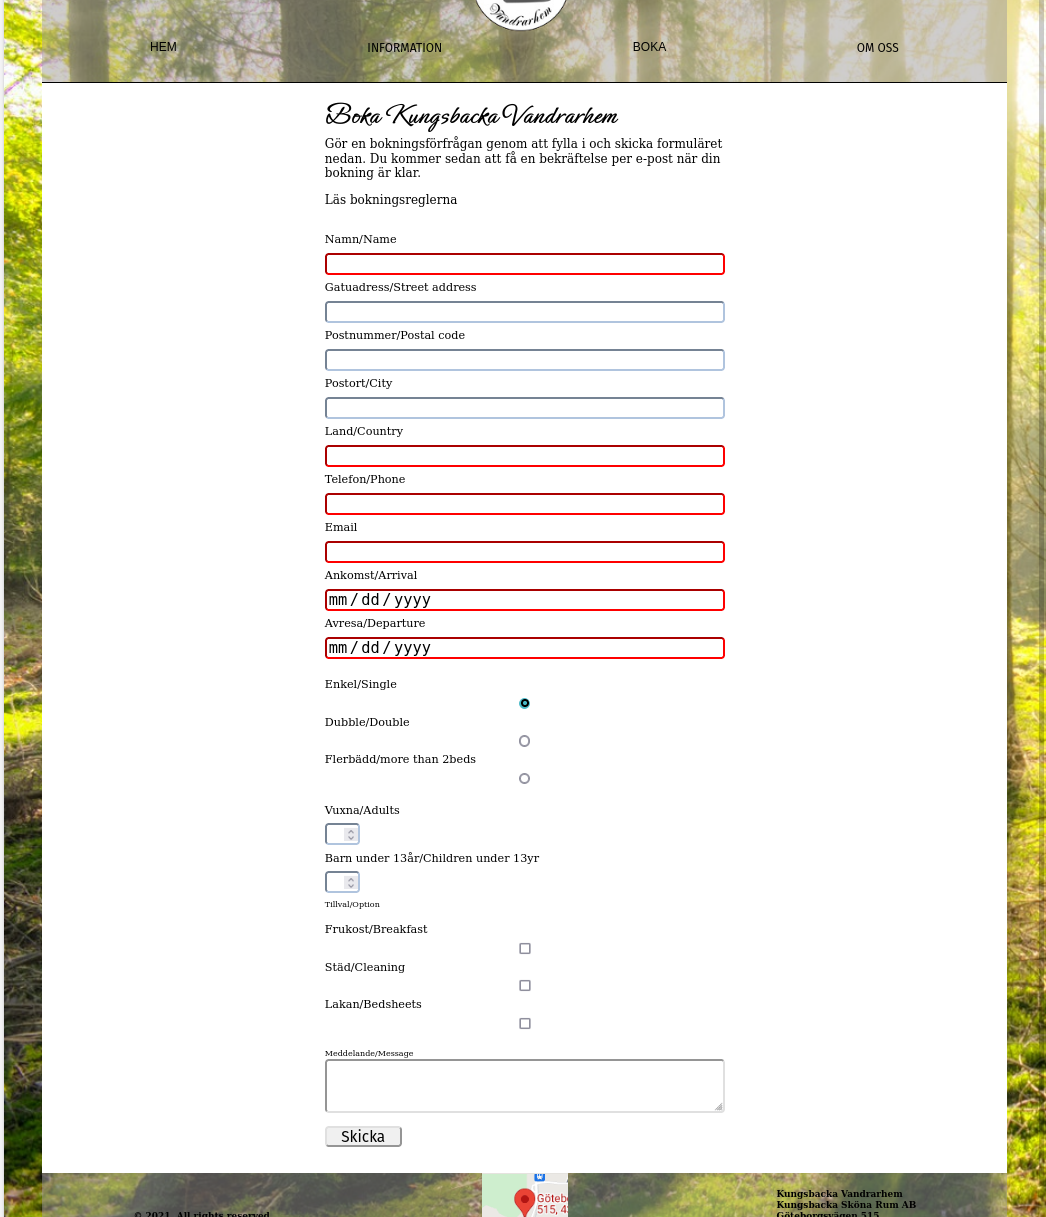 Vandrarhem
HEM
INFORMATION
BOKA
OM OSS
Boka Kungsbacka Vandrarhem
Gör en bokningsförfrågan genom att fylla i och skicka formuläret
nedan. Du kommer sedan att få en bekräftelse per e-post när din
bokning är klar.
Läs bokningsreglerna
Namn/Name
Gatuadress/Street address
Postnummer/Postal code
Postort/City
Land/Country
Telefon/Phone
Email
Ankomst/Arrival
mm/dd/yyyy
Avresa/Departure
mm/dd/yyyy
Enkel/Single
Dubble/Double
Flerbädd/more than 2beds
Vuxna/Adults
Barn under 13år/Children under 13yr
Tillval/Option
Frukost/Breakfast
Städ/Cleaning
Lakan/Bedsheets
Meddelande/Message
Skicka
Göteb
515, 4
Kungsbacka Vandrarhem
Kungsbacka Sköna Rum AB
Göteborgsvägen 515
© 2021. All rights reserved